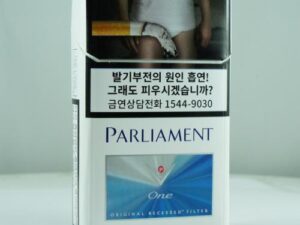 발기부전의 원인 흡연!
그래도 피우시겠습니까?
금연상담전화 1544-9030
PARLIAMENT
P
One
ORIGINAL RECESSED FILTER